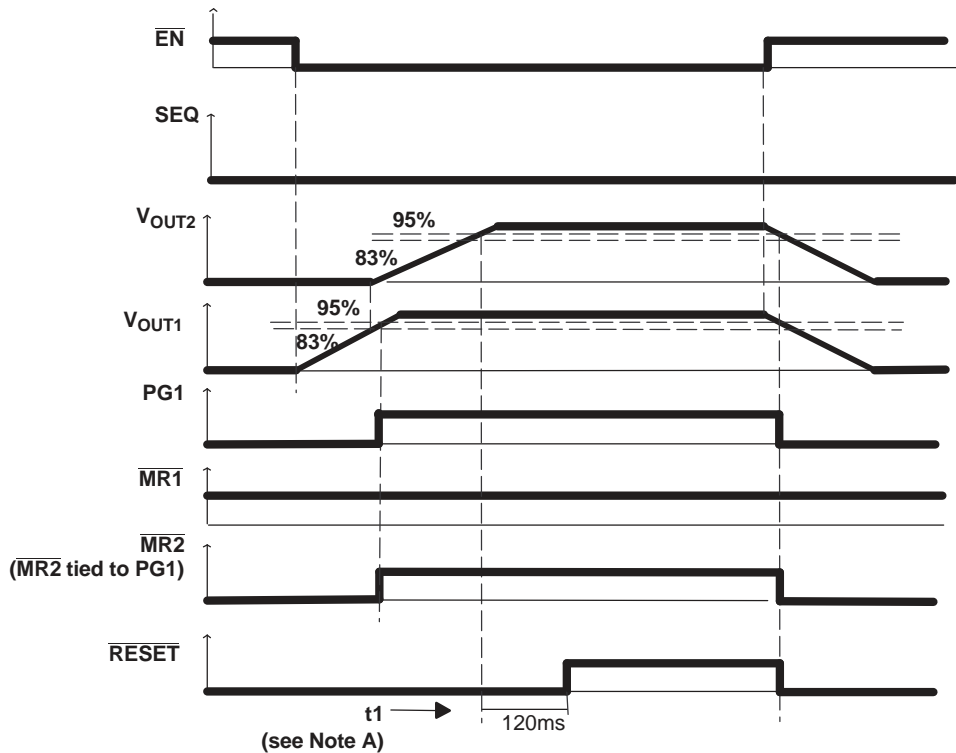 EN
SEQ
VOUT2
95%
83%
VOUT1
95%
83%
PG1
MR1
MR2
(MR2 tied to PG1)
RESET
t1
120ms
(see Note A)